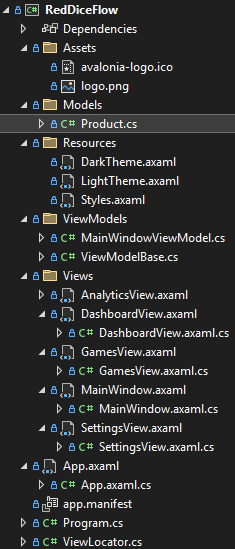 RedDiceFlow
Dependencies
Assets
avalonia-logo.ico
logo.png
Models
C# Product.cs
Resources
DarkTheme.axaml
LightTheme.axaml
Styles.axaml
ViewModels
C# MainWindowViewModel.cs
C# ViewModelBase.cs
Views
AnalyticsView.axaml
DashboardView.axaml
C# DashboardView.axaml.cs
GamesView.axaml
C# GamesView.axaml.cs
MainWindow.axaml
C# MainWindow.axaml.cs
SettingsView.axaml
C# SettingsView.axaml.cs
App.axaml
C# App.axaml.cs
app.manifest
C# Program.cs
C# ViewLocator.cs